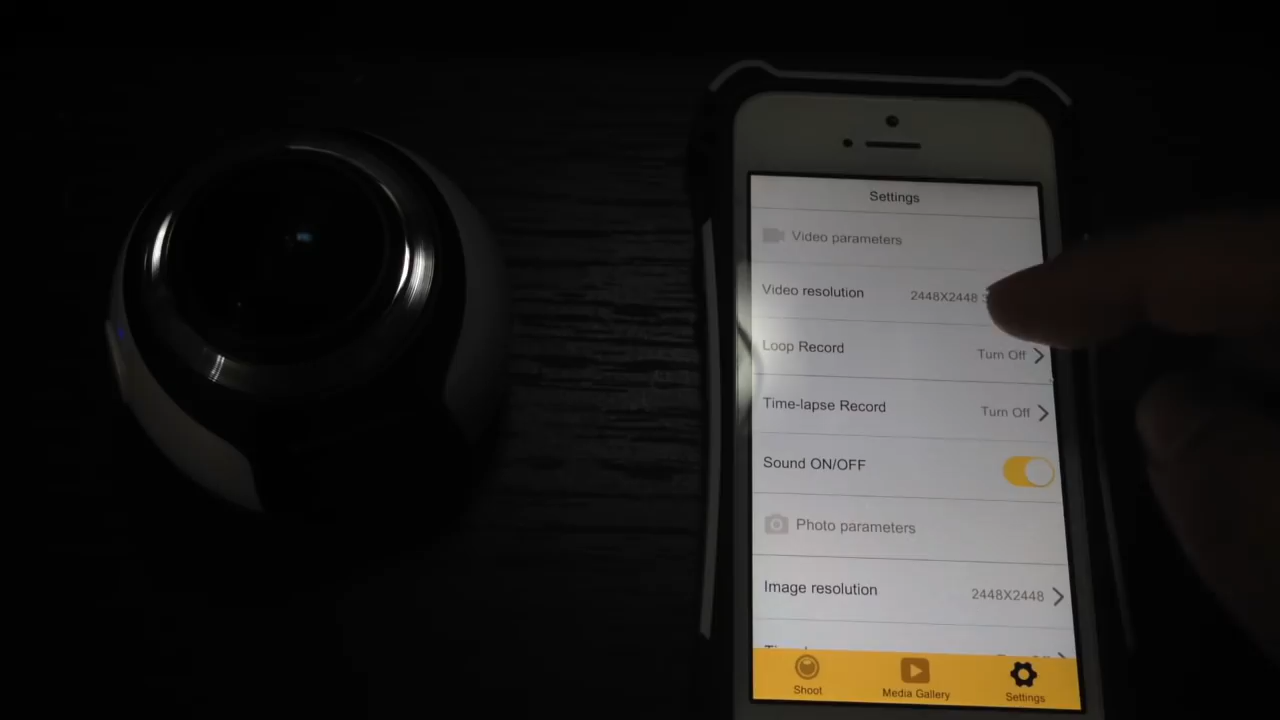 Settings
Video parameters
Video resolution 2448X2448
Loop Record Turn Off
Time-lapse Record Turn Off
Sound ON/OFF
Photo parameters
Image resolution 2448X2448
Shoot Media Gallery Settings